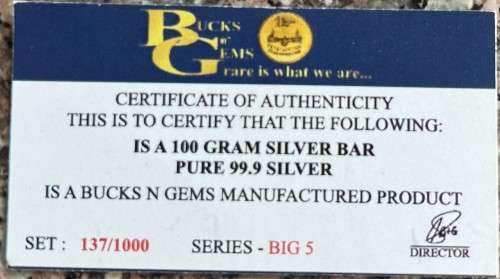 BUCKS
n'
GEMS
rare is what we are...
CERTIFICATE OF AUTHENTICITY
THIS IS TO CERTIFY THAT THE FOLLOWING:
IS A 100 GRAM SILVER BAR
PURE 99.9 SILVER
IS A BUCKS N GEMS MANUFACTURED PRODUCT
SET : 137/1000 SERIES - BIG 5
DIRECTOR